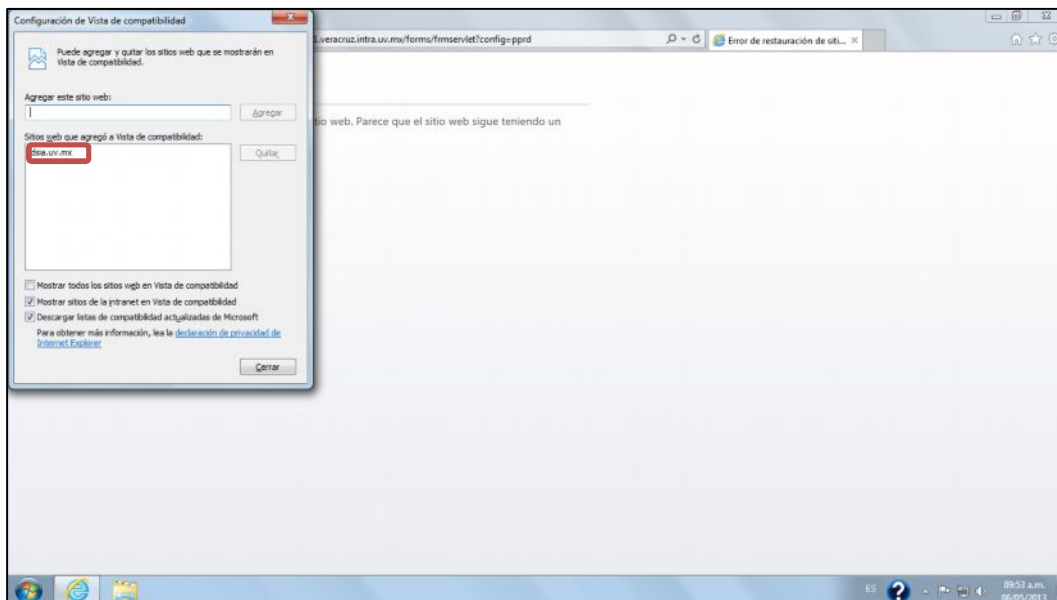 Configuración de Vista de compatibilidad
Puede agregar y quitar los sitios web que se mostrarán en
Vista de compatibilidad.
Agregar este sitio web:
Agregar
Sitios web que agregó a Vista de compatibilidad:
dsia.uv.mx
Quitar
Mostrar todos los sitios web en Vista de compatibilidad
Mostrar sitios de la intranet en Vista de compatibilidad
Descargar listas de compatibilidad actualizadas de Microsoft
Para obtener más información, lea la declaración de privacidad de
Internet Explorer
Cerrar
1.veracruz.intra.uv.mx/forms/frmservlet?config=pprd
Error de restauración de siti...
tio web. Parece que el sitio web sigue teniendo un
ES
09:53 a.m.
06/05/2013